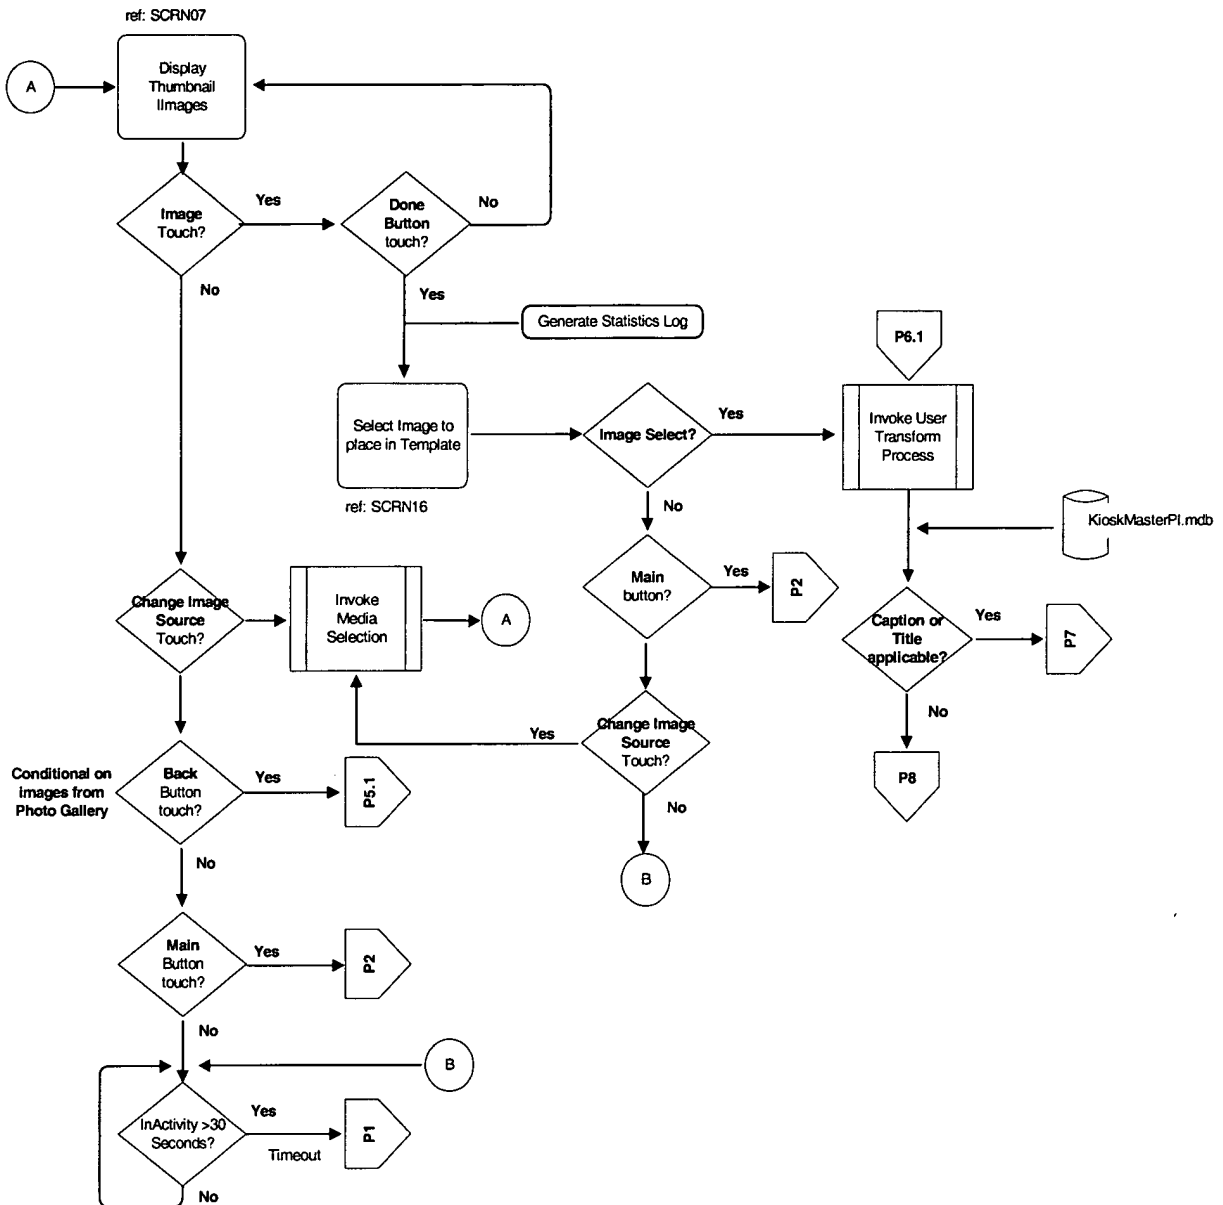 ref: SCRN07
A
Display
Thumbnail
IImages
Image
Touch?
Yes
Done
Button
touch?
No
No
Yes
Generate Statistics Log
P6.1
Select Image to
place in Template
ref: SCRN16
Image Select?
Yes
Invoke User
Transform
Process
No
KioskMasterPI.mdb
Main
button?
Yes
P2
Change Image
Source
Touch?
Invoke
Media
Selection
A
Caption or
Title
applicable?
Yes
P7
No
P8
Change Image
Source
Touch?
Yes
No
B
Conditional on
images from
Photo Gallery
Back
Button
touch?
Yes
P5.1
No
Main
Button
touch?
Yes
P2
No
B
InActivity >30
Seconds?
Yes
Timeout
P1
No